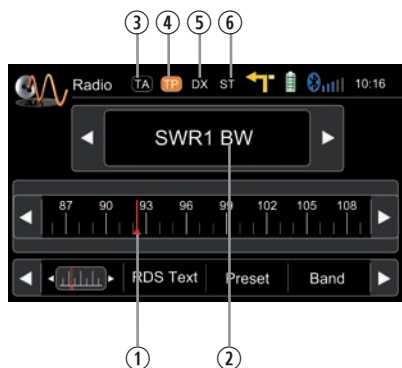 ③ ④ ⑤ ⑥
Radio TA TP DX ST 10:16
SWR1 BW
87 90 93 96 99 102 105 108
RDS Text Preset Band
① ②